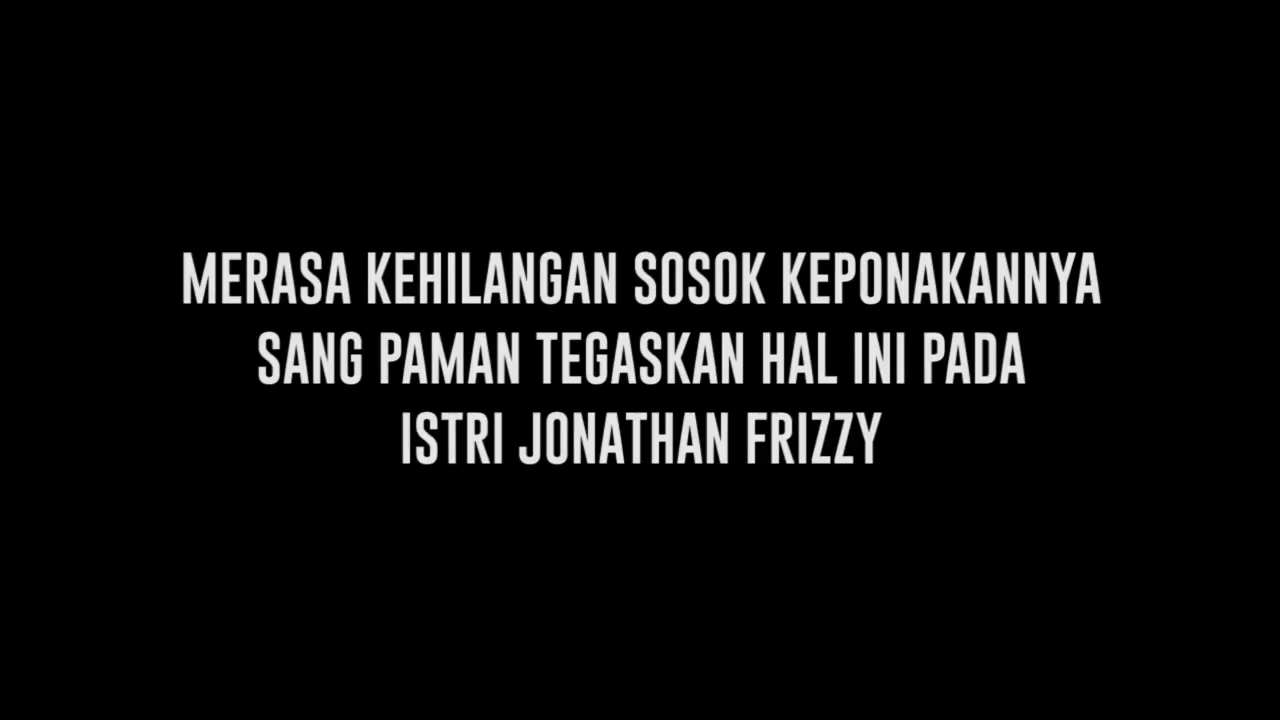 MERASA KEHILANGAN SOSOK KEPONAKANNYA
SANG PAMAN TEGASKAN HAL INI PADA
ISTRI JONATHAN FRIZZY